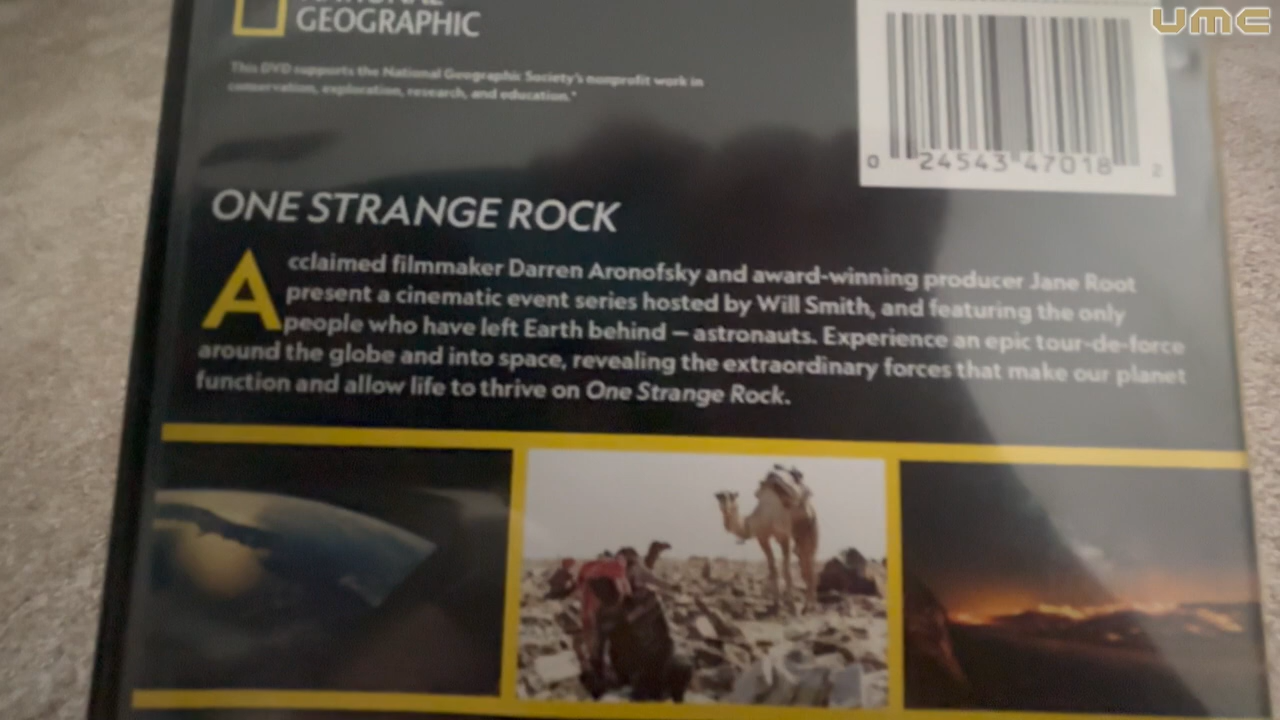 NATIONAL
GEOGRAPHIC
UMC
This DVD supports the National Geographic Society's nonprofit work in
conservation, exploration, research, and education.*
0 24543 47018 2
ONE STRANGE ROCK
Acclaimed filmmaker Darren Aronofsky and award-winning producer Jane Root
present a cinematic event series hosted by Will Smith, and featuring the only
people who have left Earth behind — astronauts. Experience an epic tour-de-force
around the globe and into space, revealing the extraordinary forces that make our planet
function and allow life to thrive on One Strange Rock.